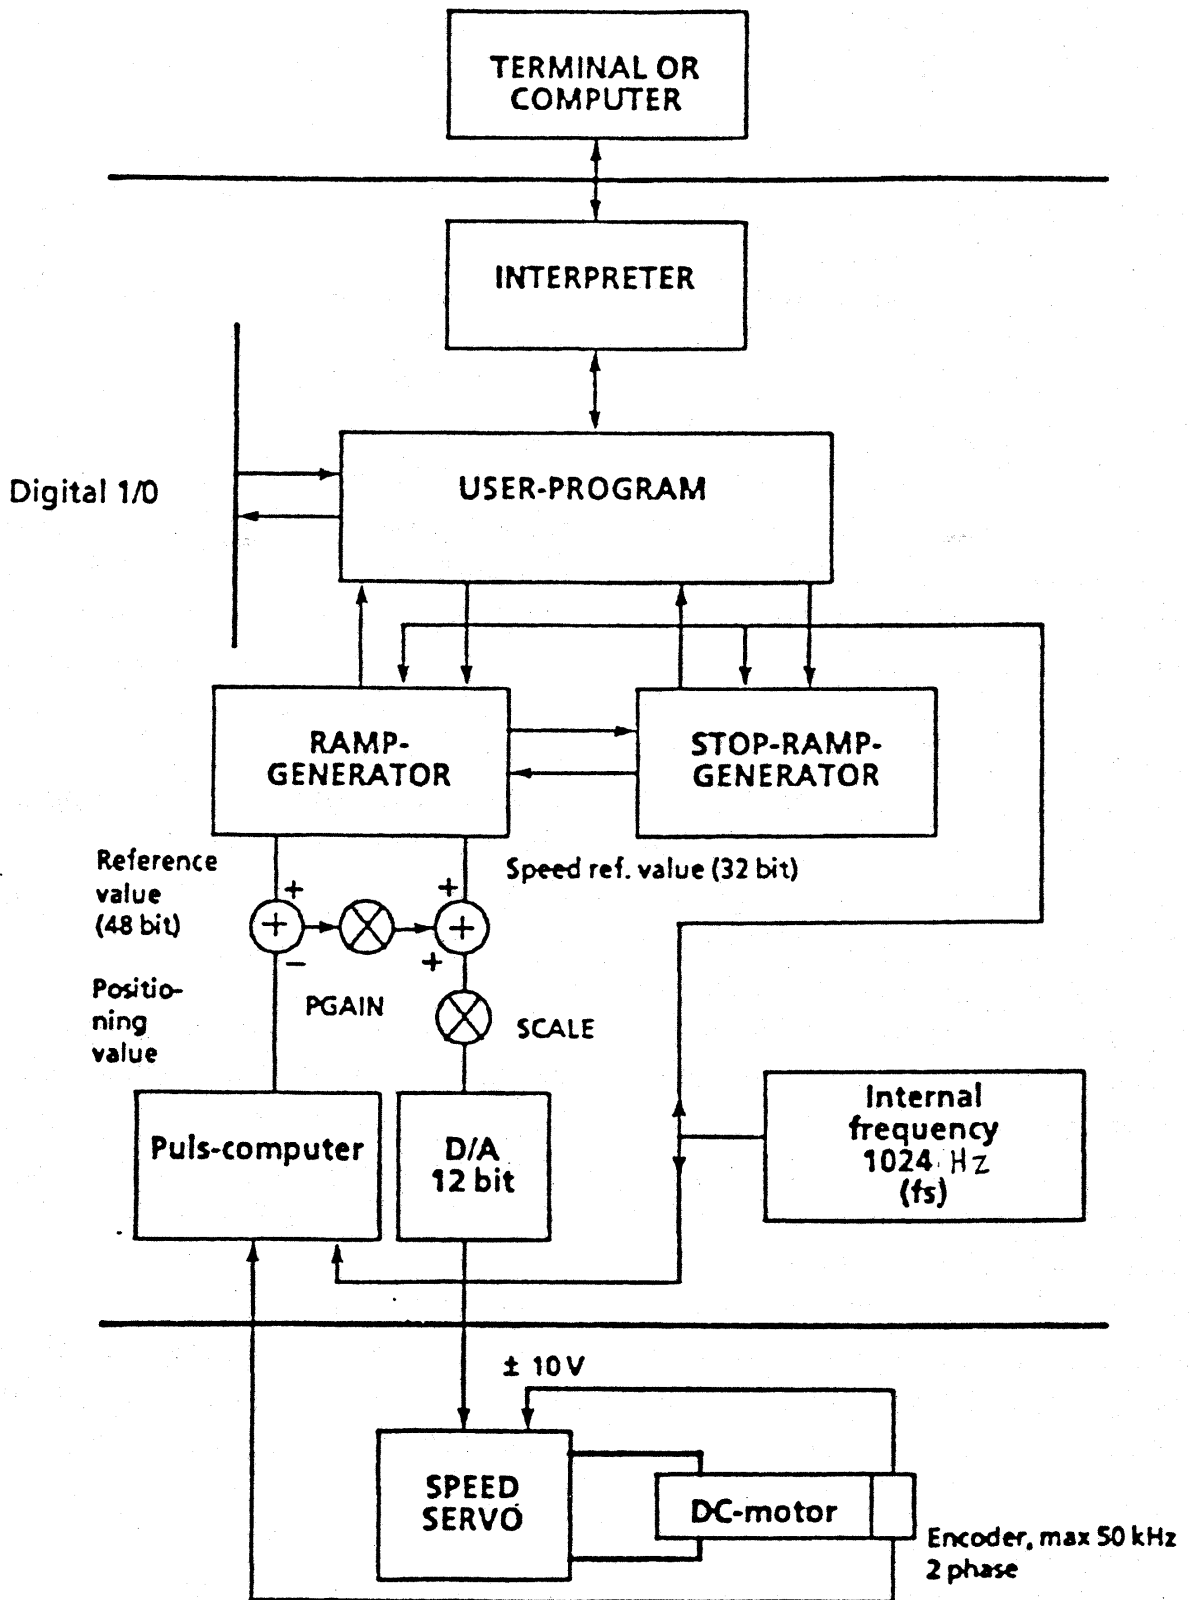 TERMINAL OR
COMPUTER
INTERPRETER
USER-PROGRAM
Digital 1/0
RAMP-
GENERATOR
STOP-RAMP-
GENERATOR
Reference
value
(48 bit)
+
Speed ref. value (32 bit)
+
+
+
−
+
Positio-
ning
value
PGAIN
SCALE
Puls-computer
D/A
12 bit
Internal
frequency
1024 Hz
(fs)
± 10 V
SPEED
SERVO
DC-motor
Encoder, max 50 kHz
2 phase